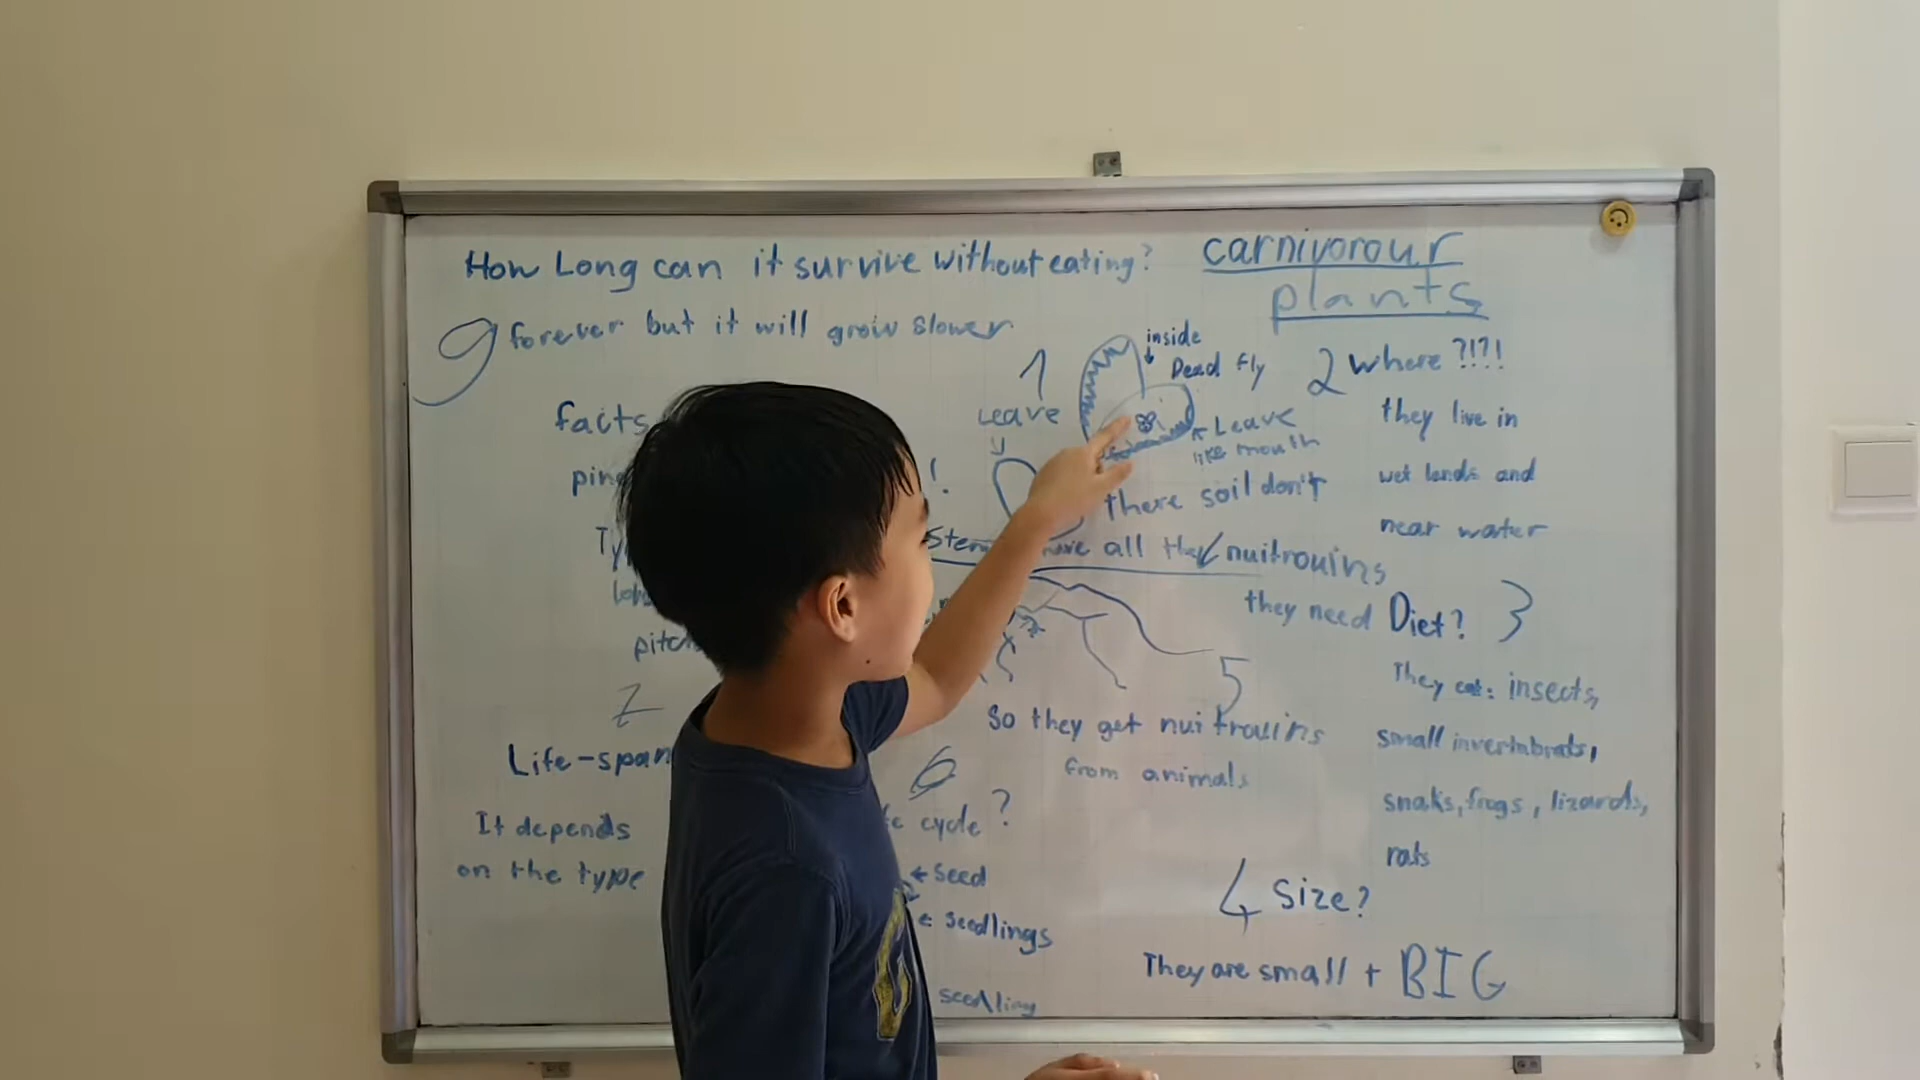 How Long can it survive without eating?
9 forever but it will grow slower
carnivorour
plants
1
Leave
inside
Dead Fly
Leave
like mouth
2 where ?!?!
they live in
wet lands and
near water
there soil don't
all the nuitrouins
they need
Diet? 3
They eat: insects,
small invertabrats,
snaks, frogs, lizards,
rats
4 Size?
They are small + BIG
5
So they get nuitrouins
from animals
6
cycle ?
seed
seedlings
seedling
facts
Life-span
It depends
on the type